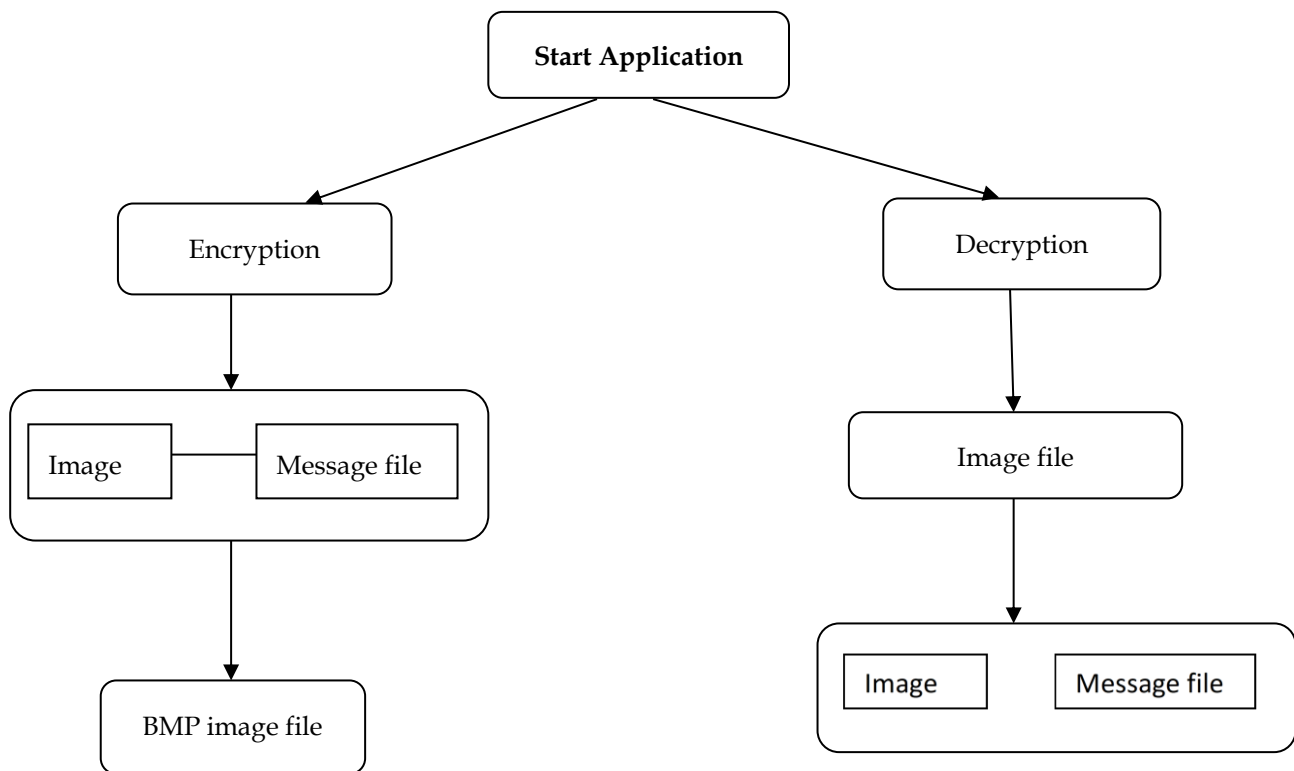 Start Application
Encryption
Decryption
Image
Message file
Image file
BMP image file
Image
Message file